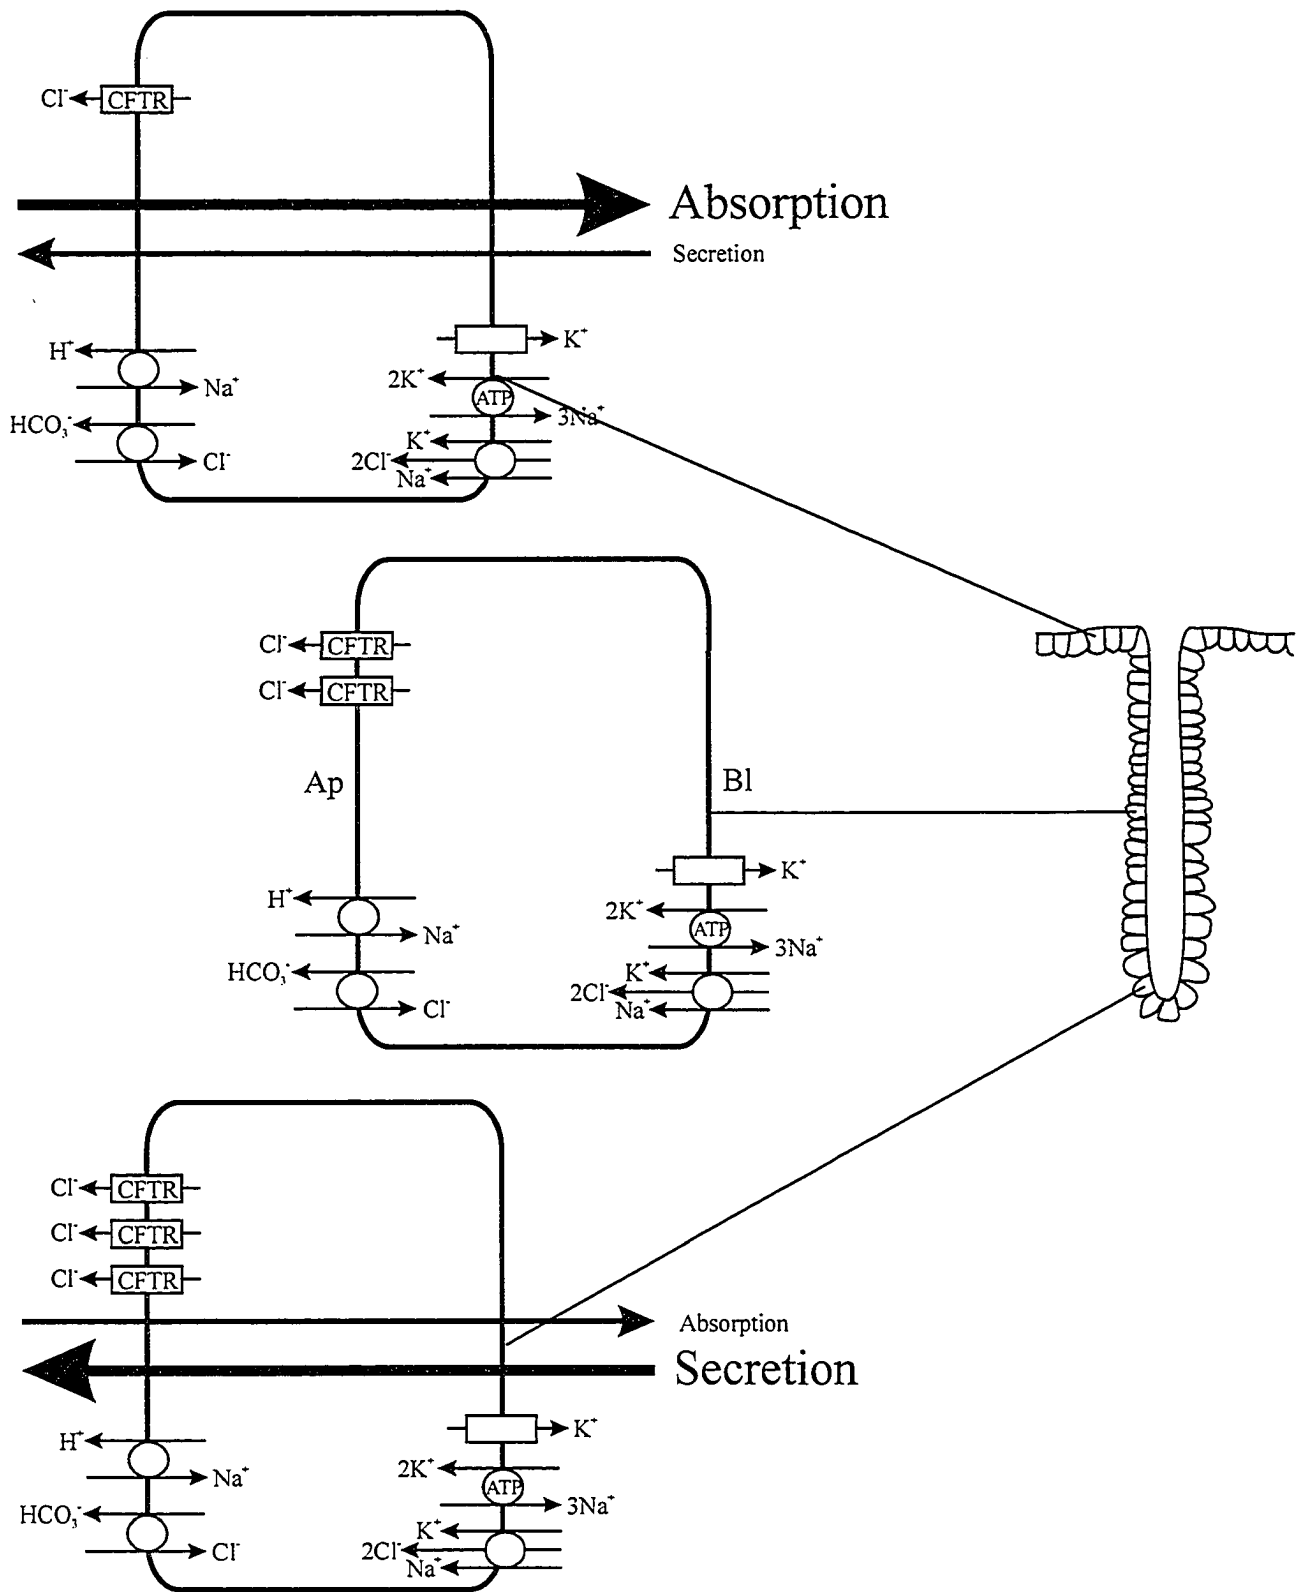 Cl⁻ CFTR
Absorption
Secretion
K⁺
H⁺
2K⁺
Na⁺
ATP
3Na⁺
HCO₃⁻
K⁺
2Cl⁻
Cl⁻
Na⁺
Cl⁻ CFTR
Cl⁻ CFTR
Ap
Bl
K⁺
H⁺
2K⁺
Na⁺
ATP
3Na⁺
HCO₃⁻
K⁺
2Cl⁻
Cl⁻
Na⁺
Cl⁻ CFTR
Cl⁻ CFTR
Cl⁻ CFTR
Absorption
Secretion
K⁺
H⁺
2K⁺
Na⁺
ATP
3Na⁺
HCO₃⁻
K⁺
2Cl⁻
Cl⁻
Na⁺